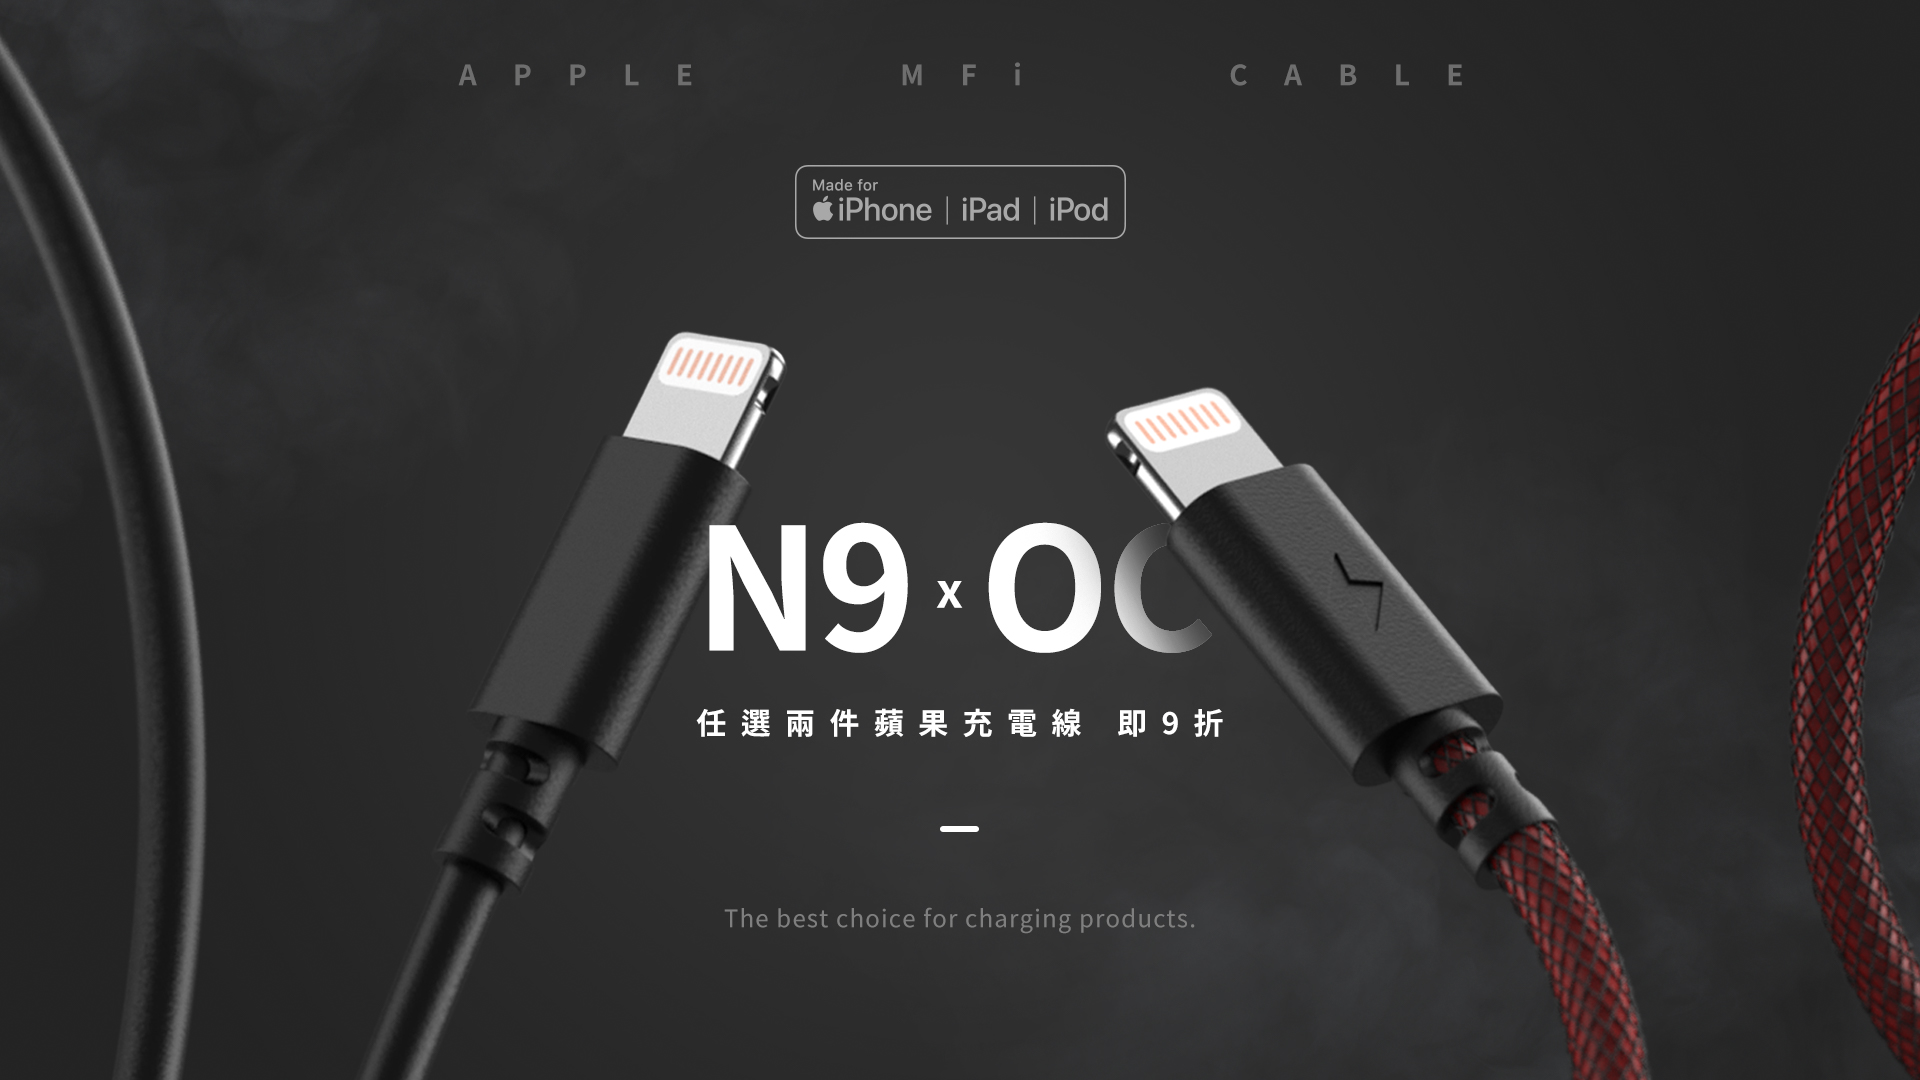 APPLE MFi CABLE
Made for
iPhone | iPad | iPod
N9 x OC
任選兩件蘋果充電線 即9折
The best choice for charging products.